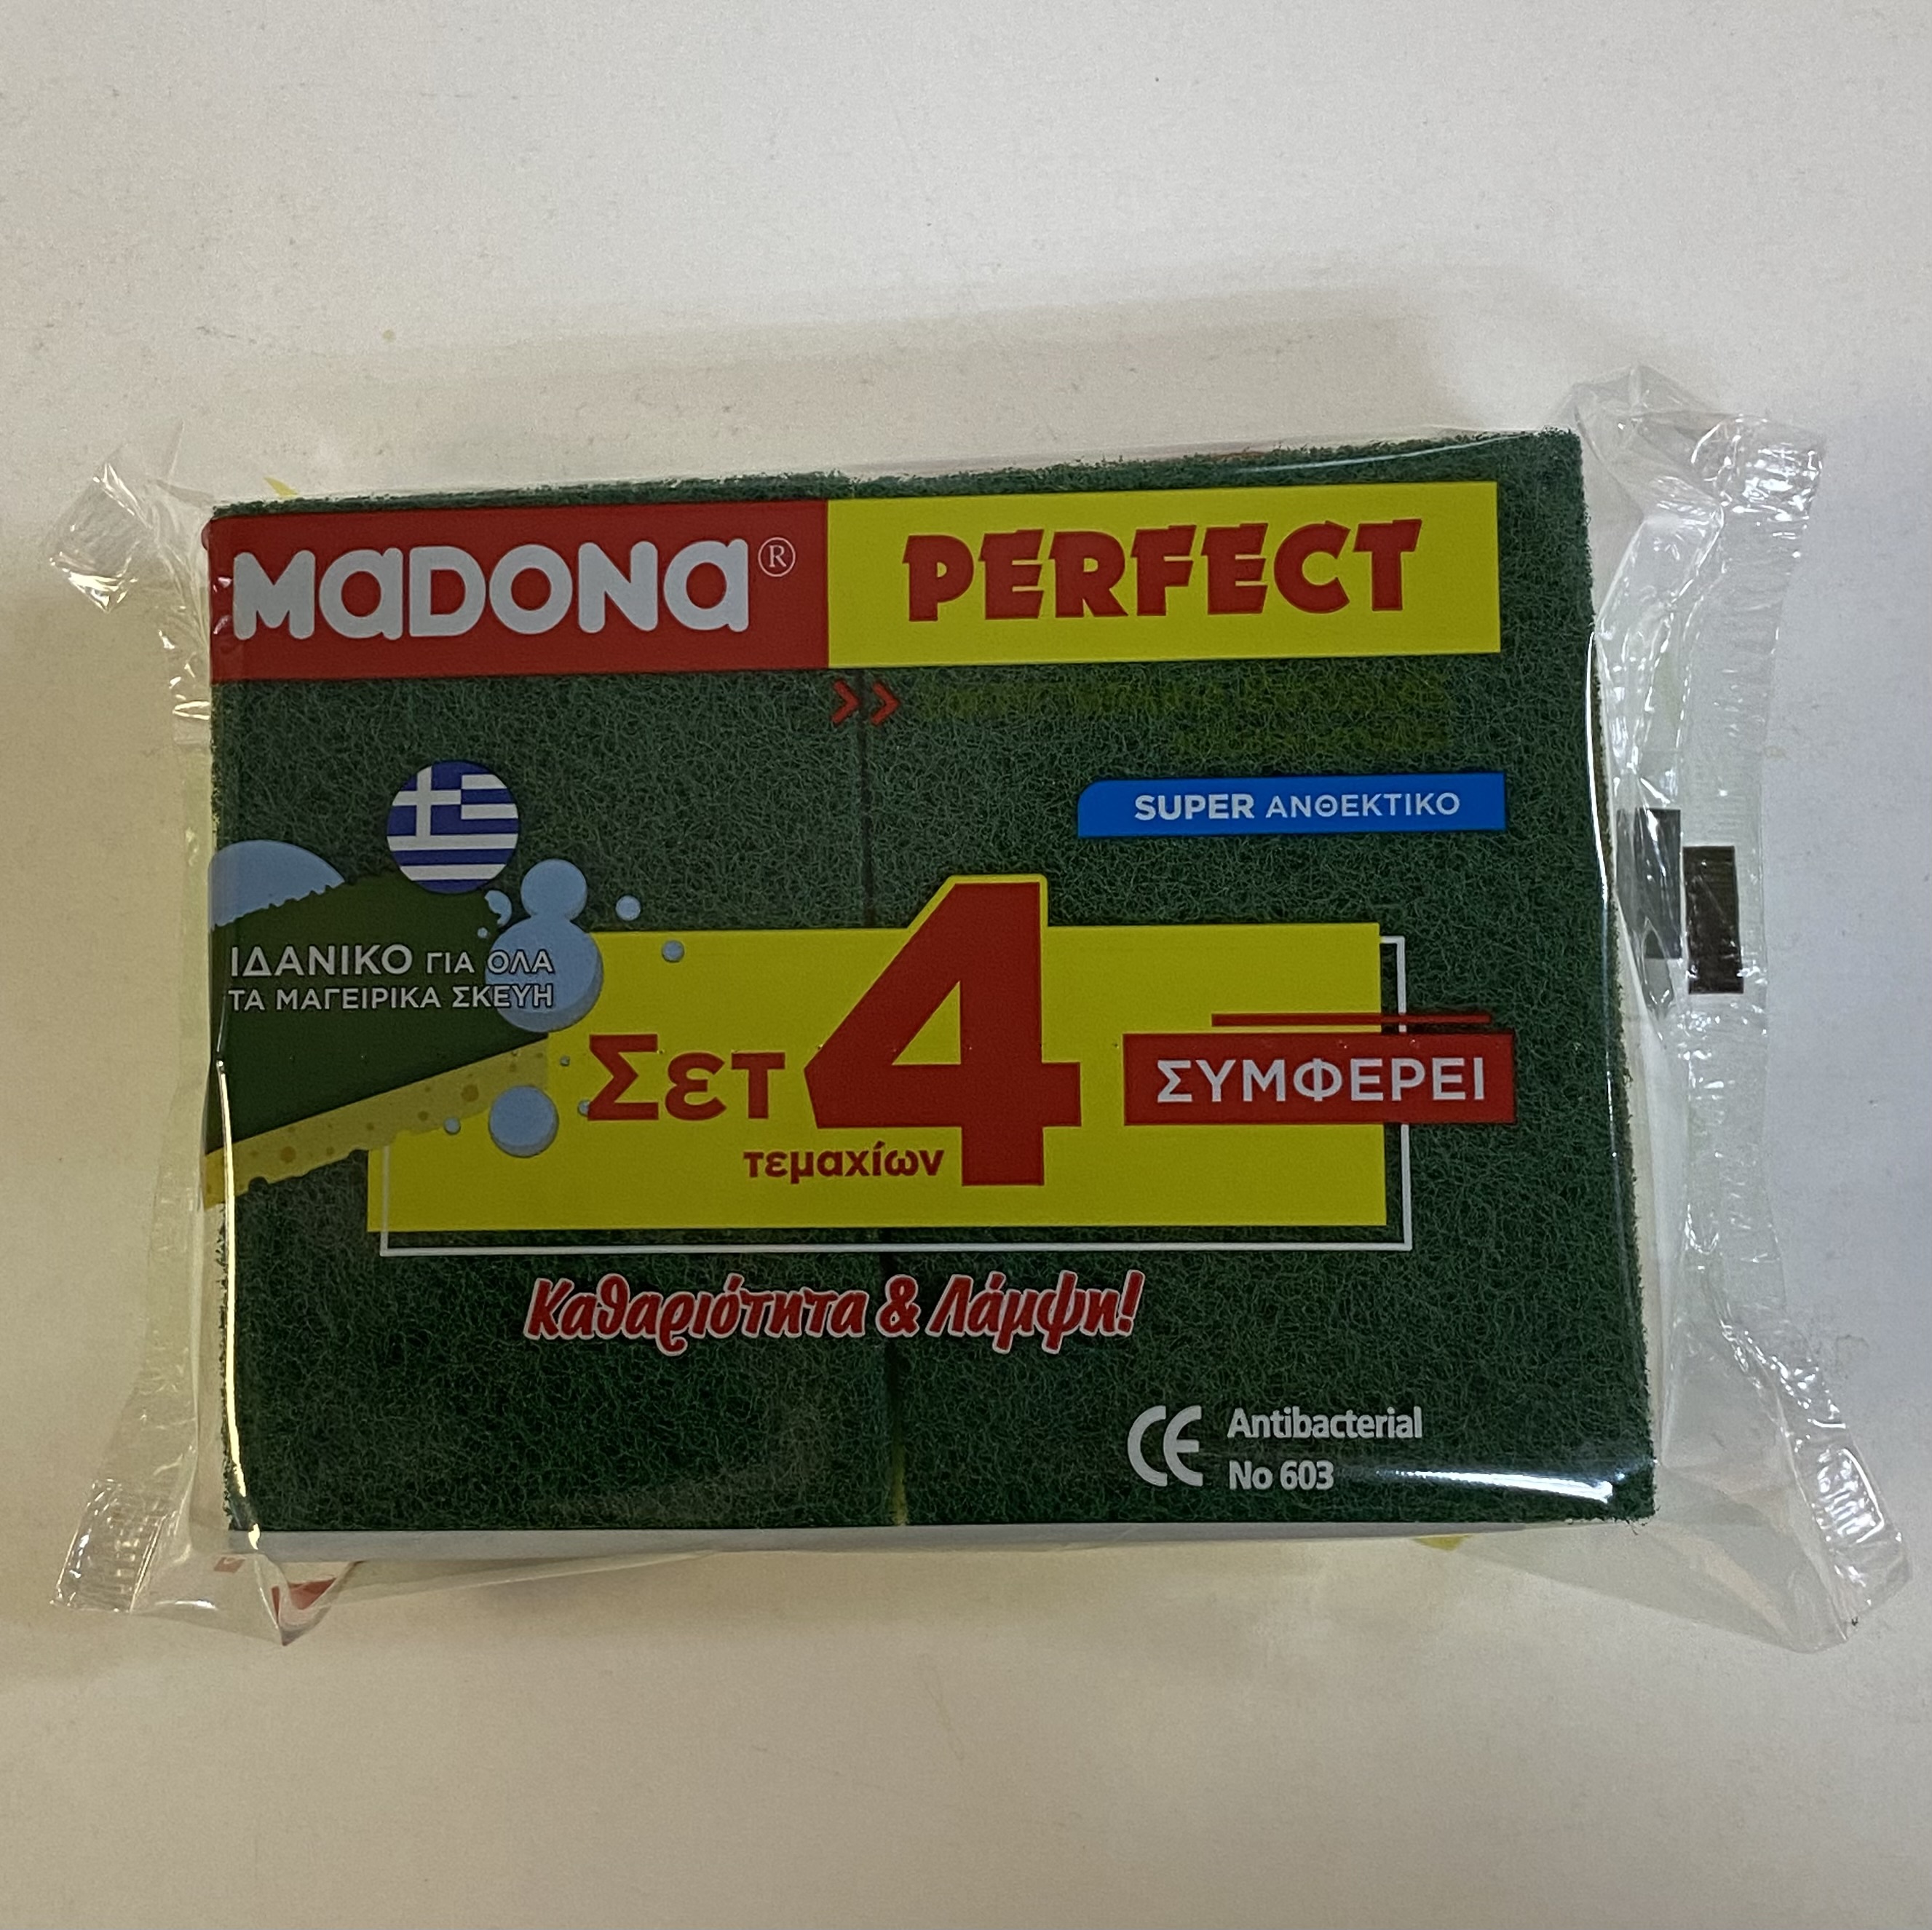 MADONA®
PERFECT
SUPER ΑΝΘΕΚΤΙΚΟ
ΙΔΑΝΙΚΟ ΓΙΑ ΟΛΑ
ΤΑ ΜΑΓΕΙΡΙΚΑ ΣΚΕΥΗ
Σετ 4
τεμαχίων
ΣΥΜΦΕΡΕΙ
Καθαριότητα & Λάμψη!
CE Antibacterial
No 603